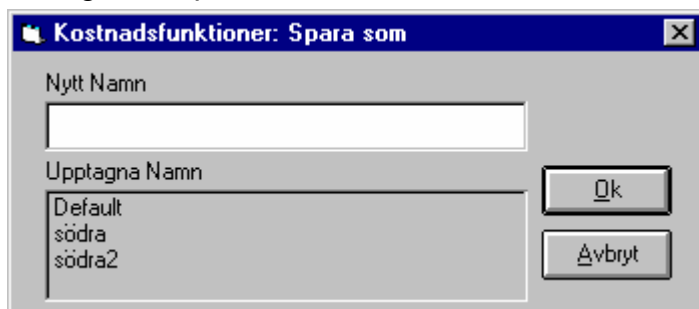 Kostnadsfunktioner: Spara som
Nytt Namn
Upptagna Namn
Default
södra
södra2
Ok
Avbryt